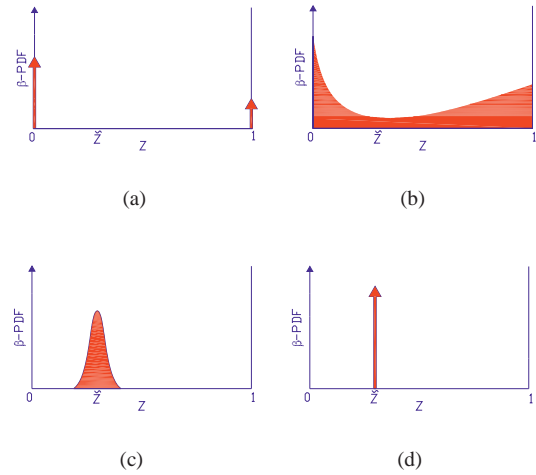 β-PDF
0 Z̃ 1
Z
(a)
β-PDF
0 Z̃ 1
Z
(b)
β-PDF
0 Z̃ 1
Z
(c)
β-PDF
0 Z̃ 1
Z
(d)